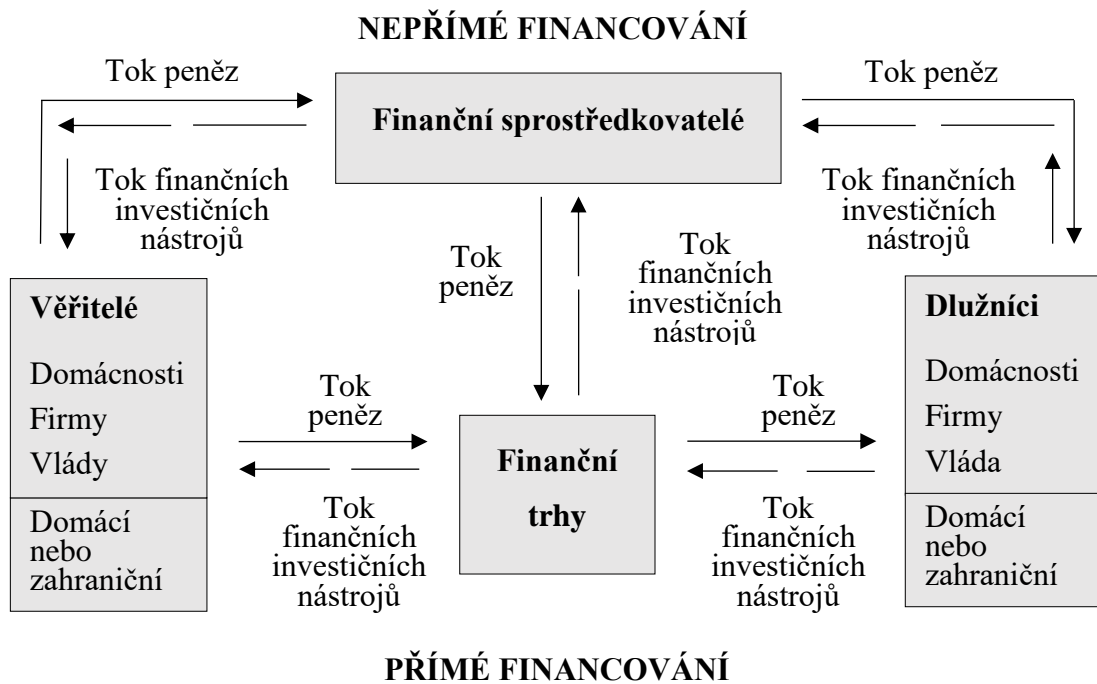 NEPŘÍMÉ FINANCOVÁNÍ
Tok peněz
Finanční sprostředkovatelé
Tok peněz
Tok finančních
investičních
nástrojů
Tok finančních
investičních
nástrojů
Tok
peněz
Tok
finančních
investičních
nástrojů
Věřitelé
Domácnosti
Firmy
Vlády
Domácí
nebo
zahraniční
Tok
peněz
Tok
finančních
investičních
nástrojů
Finanční
trhy
Tok
peněz
Tok
finančních
investičních
nástrojů
Dlužníci
Domácnosti
Firmy
Vláda
Domácí
nebo
zahraniční
PŘÍMÉ FINANCOVÁNÍ